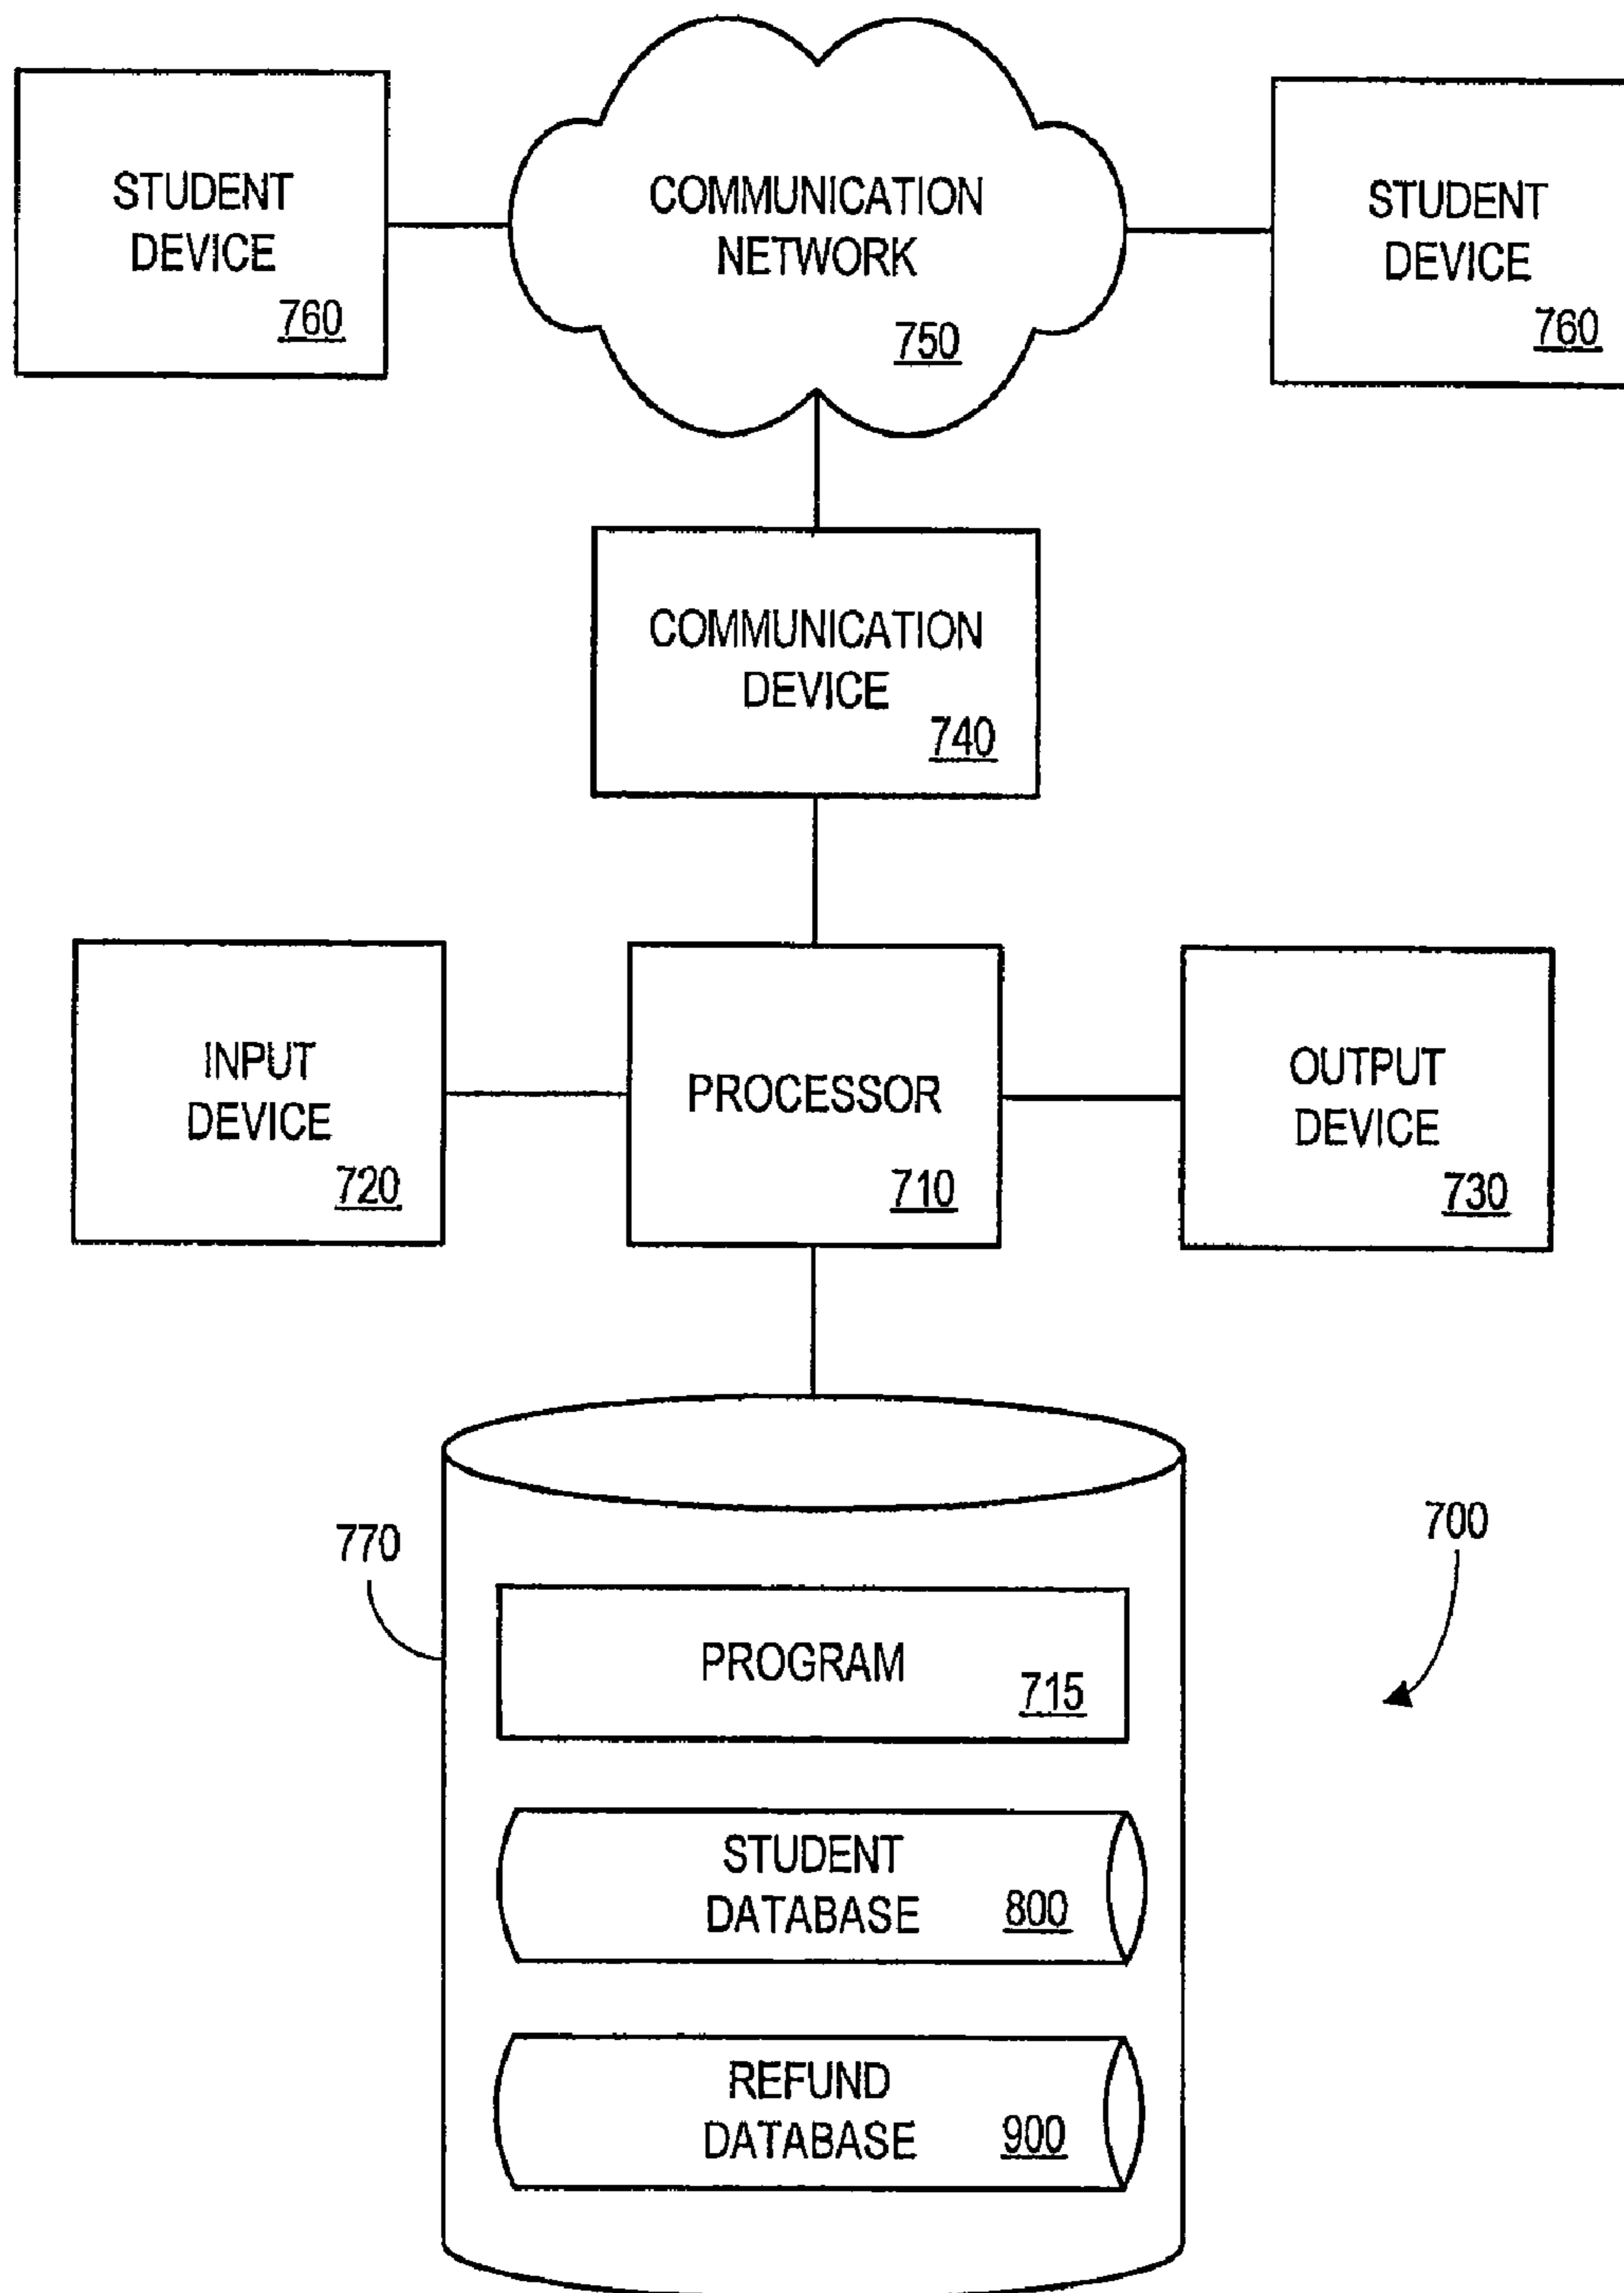 STUDENT
DEVICE
760
COMMUNICATION
NETWORK
750
STUDENT
DEVICE
760
COMMUNICATION
DEVICE
740
INPUT
DEVICE
720
PROCESSOR
710
OUTPUT
DEVICE
730
770
700
PROGRAM
715
STUDENT
DATABASE
800
REFUND
DATABASE
900